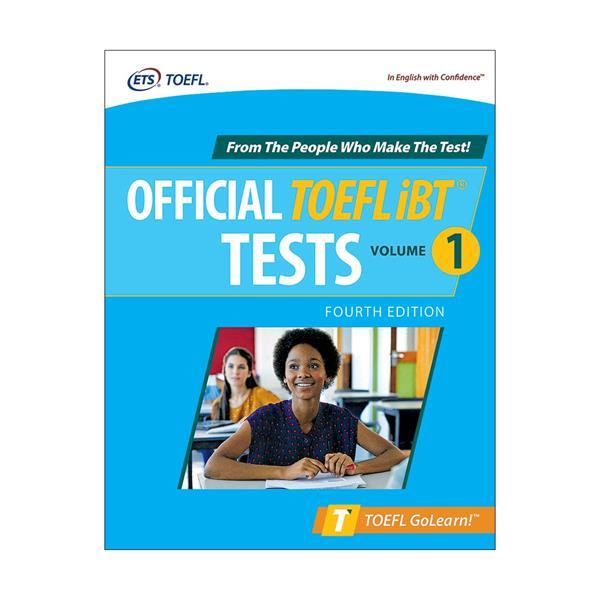 ETS® TOEFL®
In English with Confidence™
From The People Who Make The Test!
OFFICIAL TOEFL iBT®
TESTS VOLUME 1
FOURTH EDITION
T TOEFL GoLearn!™